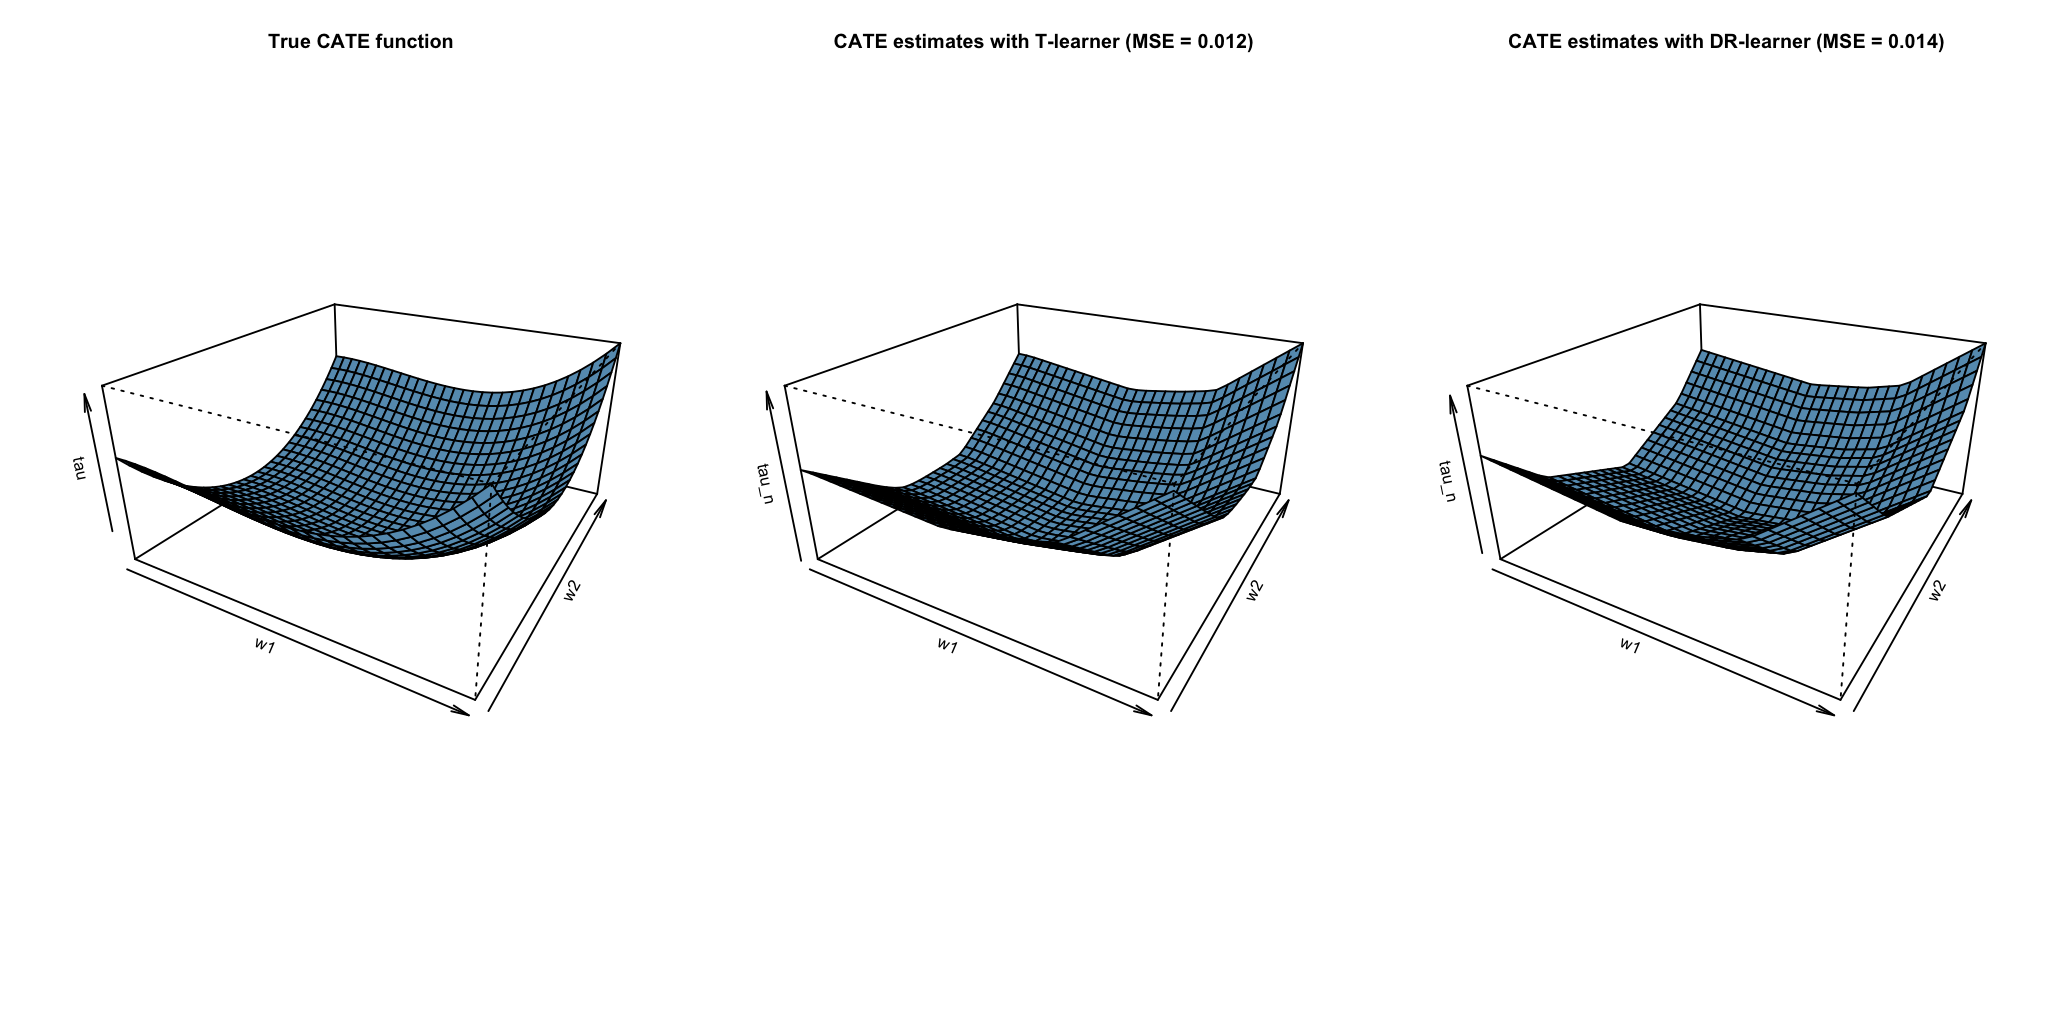 True CATE function
tau
w1
w2
CATE estimates with T-learner (MSE = 0.012)
tau_n
w1
w2
CATE estimates with DR-learner (MSE = 0.014)
tau_n
w1
w2